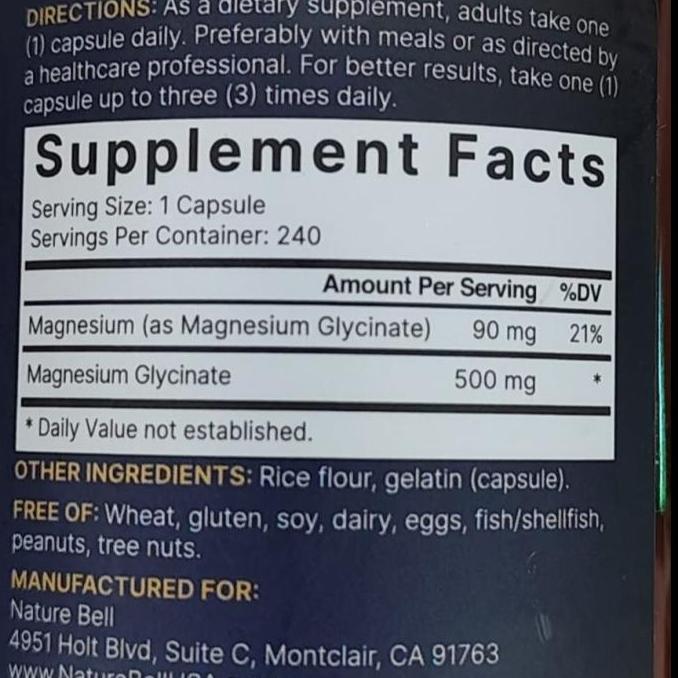 DIRECTIONS: As a dietary supplement, adults take one
(1) capsule daily. Preferably with meals or as directed by
a healthcare professional. For better results, take one (1)
capsule up to three (3) times daily.
Supplement Facts
Serving Size: 1 Capsule
Servings Per Container: 240
Amount Per Serving %DV
Magnesium (as Magnesium Glycinate) 90 mg 21%
Magnesium Glycinate 500 mg *
* Daily Value not established.
OTHER INGREDIENTS: Rice flour, gelatin (capsule).
FREE OF: Wheat, gluten, soy, dairy, eggs, fish/shellfish,
peanuts, tree nuts.
MANUFACTURED FOR:
Nature Bell
4951 Holt Blvd, Suite C, Montclair, CA 91763